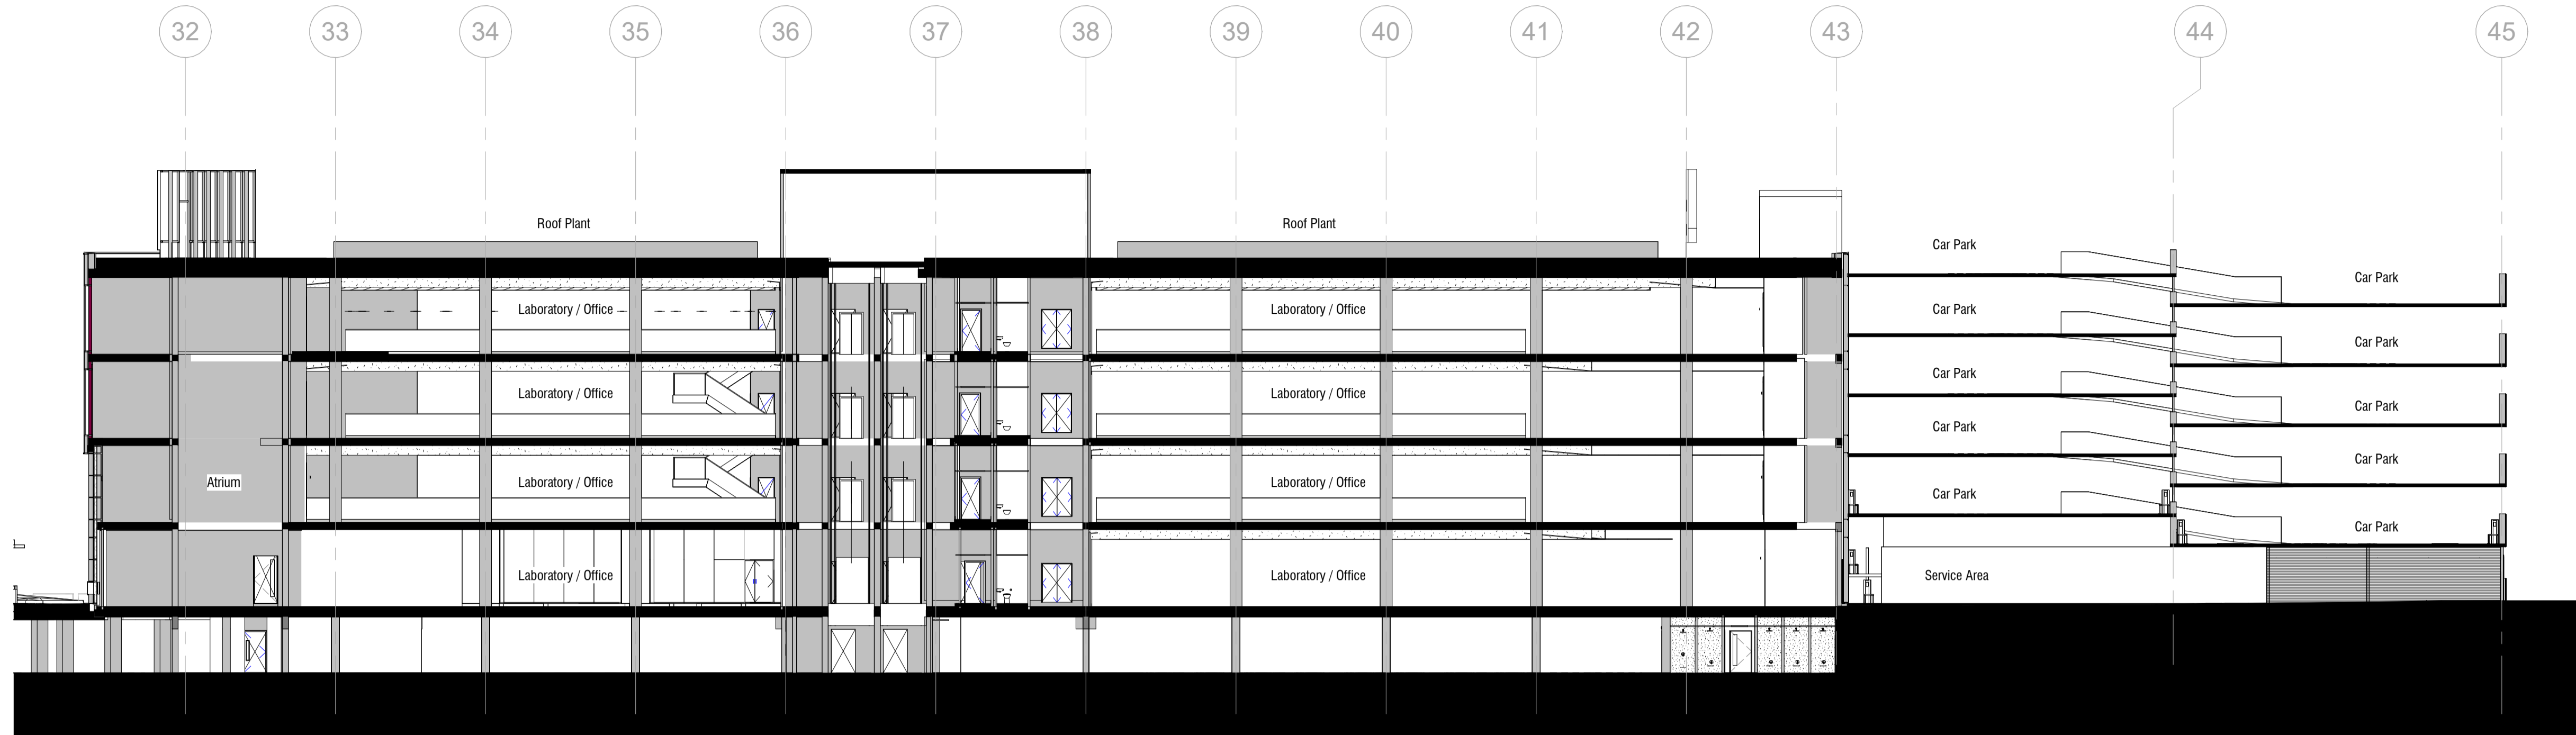 32 33 34 35 36 37 38 39 40 41 42 43 44 45
Roof Plant Roof Plant
Car Park
Car Park
Laboratory / Office Laboratory / Office Car Park
Car Park
Car Park
Laboratory / Office Laboratory / Office
Car Park
Car Park
Car Park
Atrium Laboratory / Office Laboratory / Office
Car Park
Car Park
Laboratory / Office Laboratory / Office Service Area